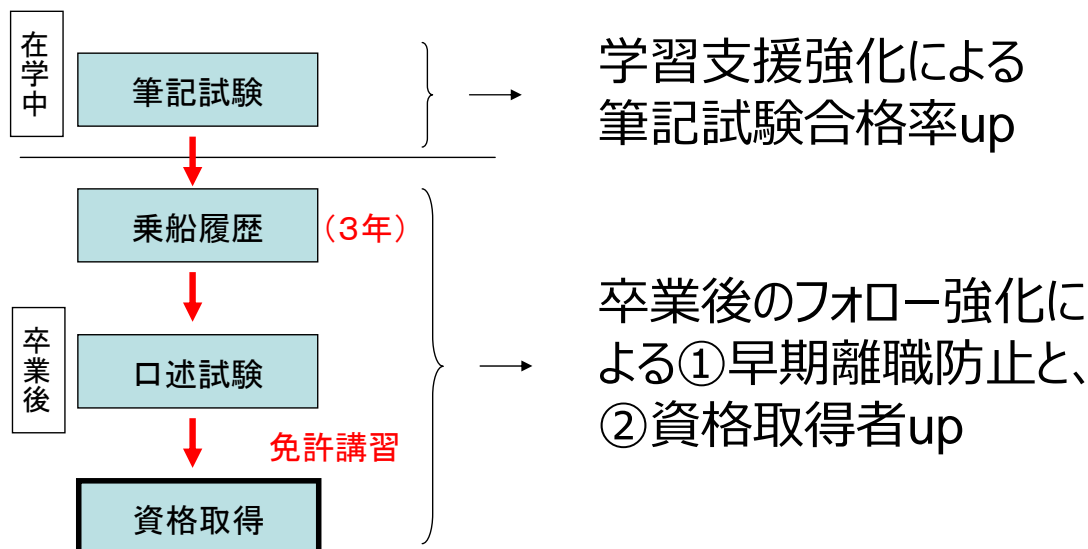 在学中
筆記試験
学習支援強化による
筆記試験合格率up
乗船履歴
(3年)
卒業後
口述試験
卒業後のフォロー強化に
よる①早期離職防止と、
②資格取得者up
免許講習
資格取得